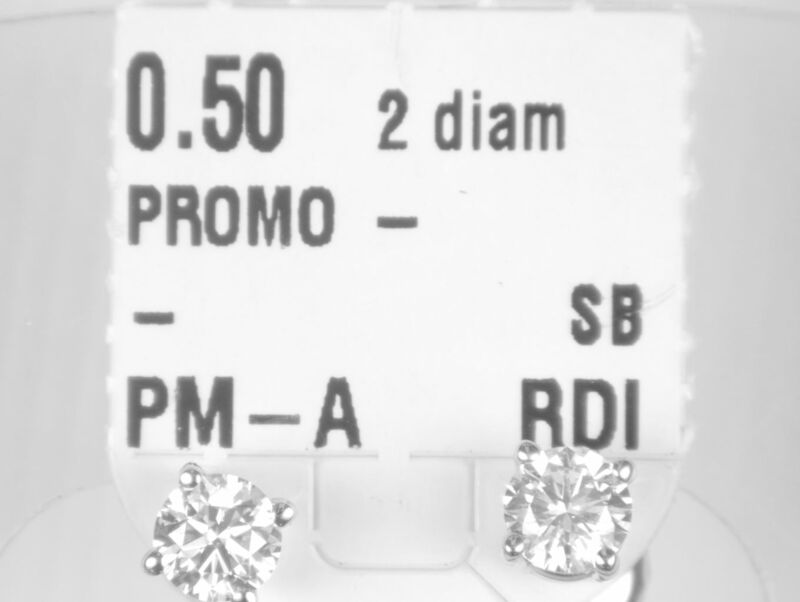 0.50 2 diam
PROMO -
- SB
PM-A RDI